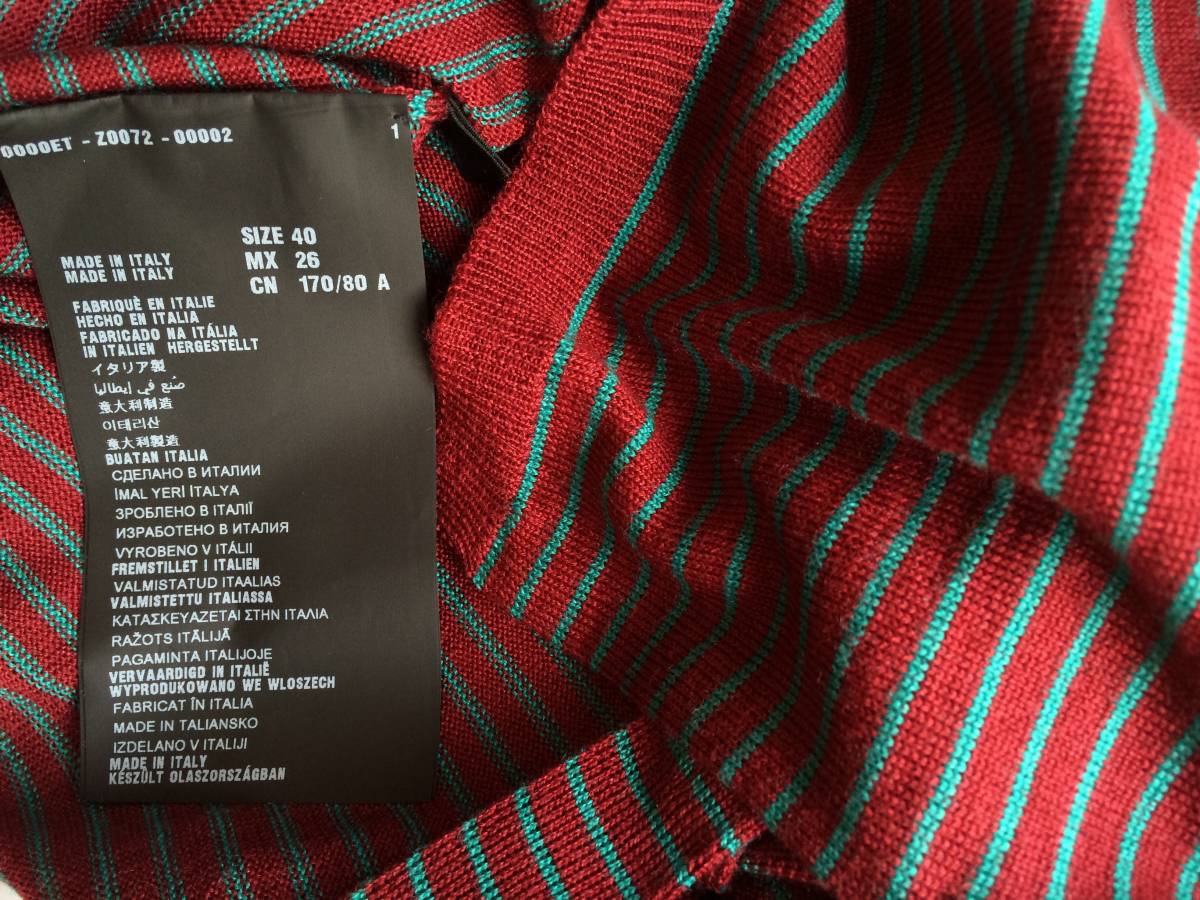 0000ET - Z0072 - 00002 1
SIZE 40
MX 26
CN 170/80 A
MADE IN ITALY
MADE IN ITALY
FABRIQUÈ EN ITALIE
HECHO EN ITALIA
FABRICADO NA ITÁLIA
IN ITALIEN HERGESTELLT
イタリア製
صُنع في إيطاليا
意大利制造
이태리산
意大利製造
BUATAN ITALIA
СДЕЛАНО В ИТАЛИИ
İMAL YERİ İTALYA
ЗРОБЛЕНО В ІТАЛІЇ
ИЗРАБОТЕНО В ИТАЛИЯ
VYROBENO V ITÁLII
FREMSTILLET I ITALIEN
VALMISTATUD ITAALIAS
VALMISTETTU ITALIASSA
ΚΑΤΑΣΚΕΥΑΖΕΤΑΙ ΣΤΗΝ ΙΤΑΛΙΑ
RAŽOTS ITĀLIJĀ
PAGAMINTA ITALIJOJE
VERVAARDIGD IN ITALIË
WYPRODUKOWANO WE WLOSZECH
FABRICAT ÎN ITALIA
MADE IN TALIANSKO
IZDELANO V ITALIJI
MADE IN ITALY
KÉSZÜLT OLASZORSZÁGBAN